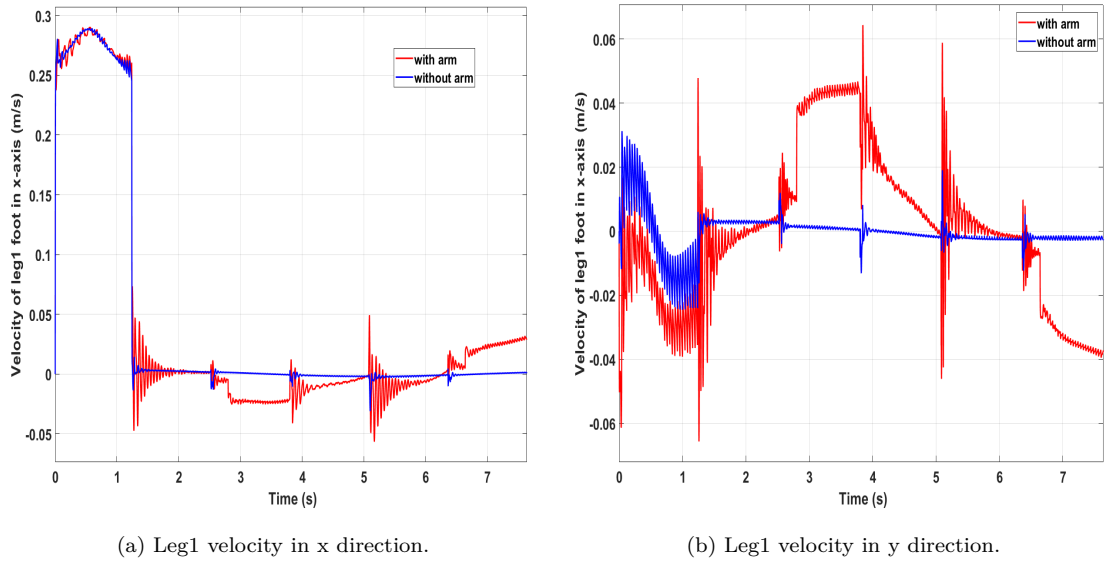 0.3
0.25
0.2
0.15
0.1
0.05
0
-0.05
Velocity of leg1 foot in x-axis (m/s)
with arm
without arm
0 1 2 3 4 5 6 7
Time (s)
(a) Leg1 velocity in x direction.
0.06
0.04
0.02
0
-0.02
-0.04
-0.06
Velocity of leg1 foot in x-axis (m/s)
with arm
without arm
0 1 2 3 4 5 6 7
Time (s)
(b) Leg1 velocity in y direction.